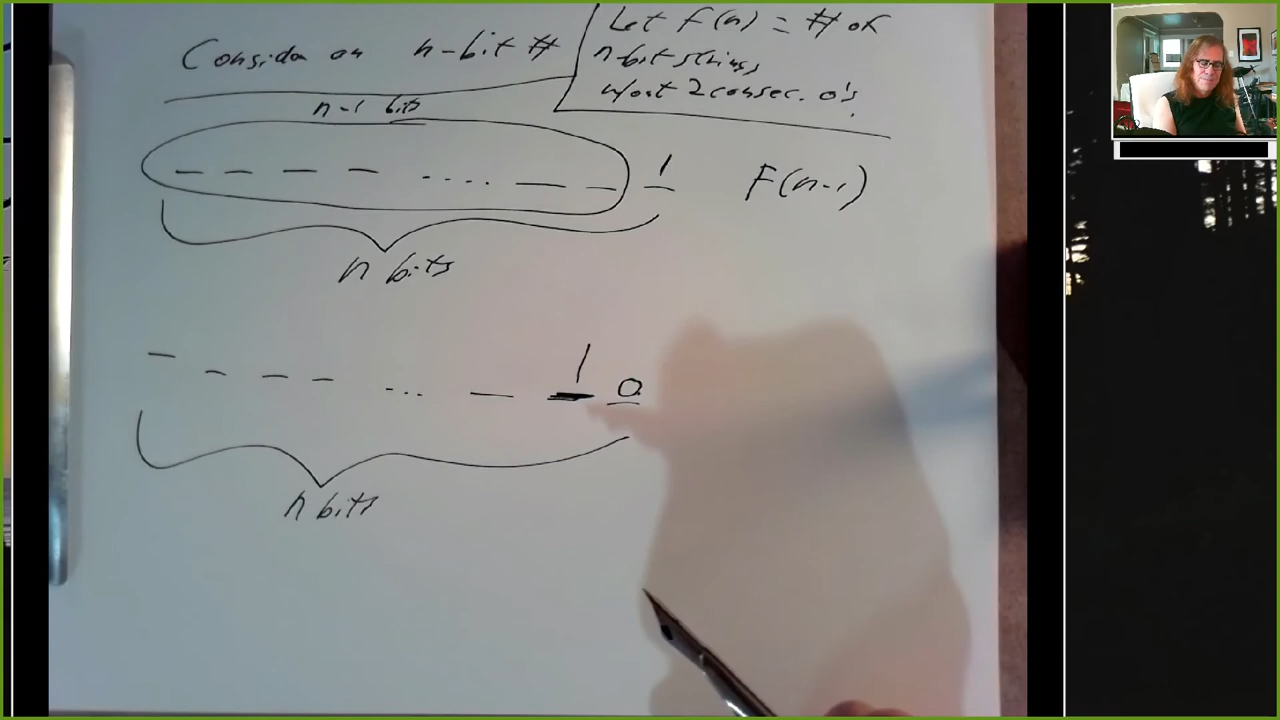 Consider an n-bit #
Let F(n) = # of
n-bit strings
w/out 2 consec. 0's.
n-1 bits
_ _ _ _ .... _ _ 1 F(n-1)
n bits
_ _ _ _ ... _ 1 0
n bits